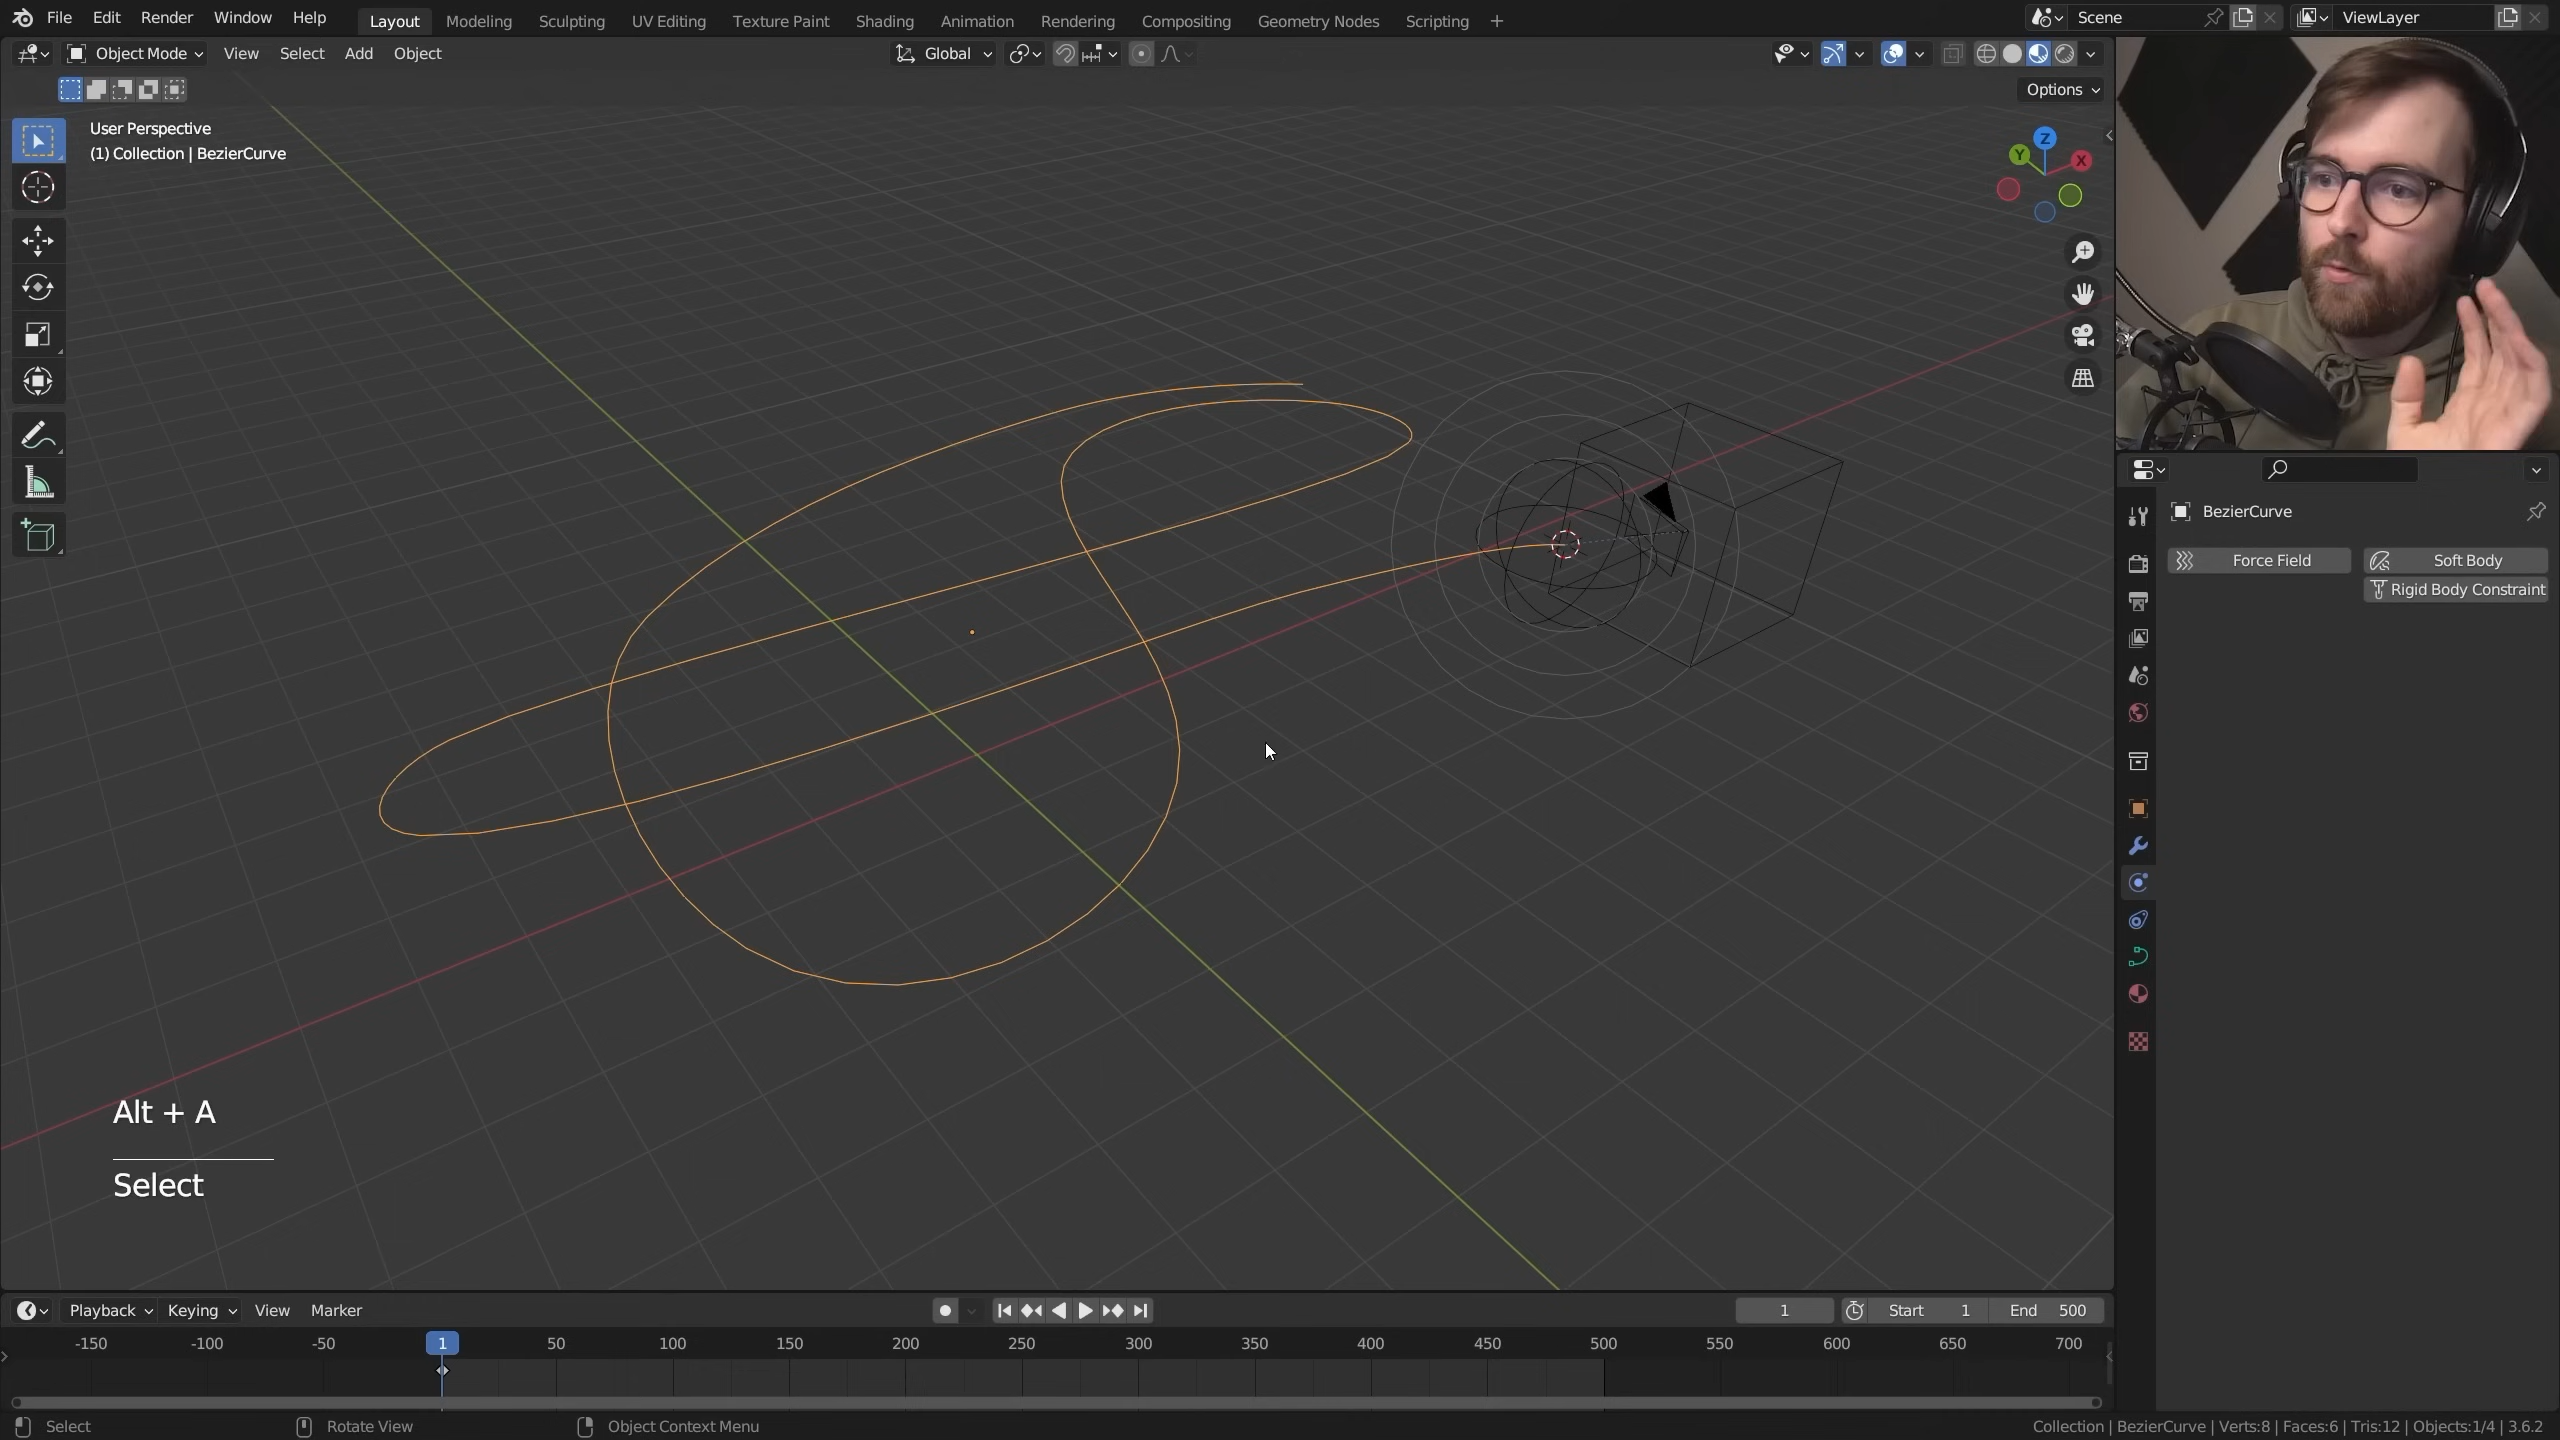 File Edit Render Window Help Layout Modeling Sculpting UV Editing Texture Paint Shading Animation Rendering Compositing Geometry Nodes Scripting + Scene ViewLayer
Object Mode View Select Add Object Global
Options
User Perspective
(1) Collection | BezierCurve
Z
Y
X
BezierCurve
Force Field Soft Body
Rigid Body Constraint
Alt + A
Select
Playback Keying View Marker 1 Start 1 End 500
-150 -100 -50 1 50 100 150 200 250 300 350 400 450 500 550 600 650 700
Select Rotate View Object Context Menu Collection | BezierCurve | Verts:8 | Faces:6 | Tris:12 | Objects:1/4 | 3.6.2